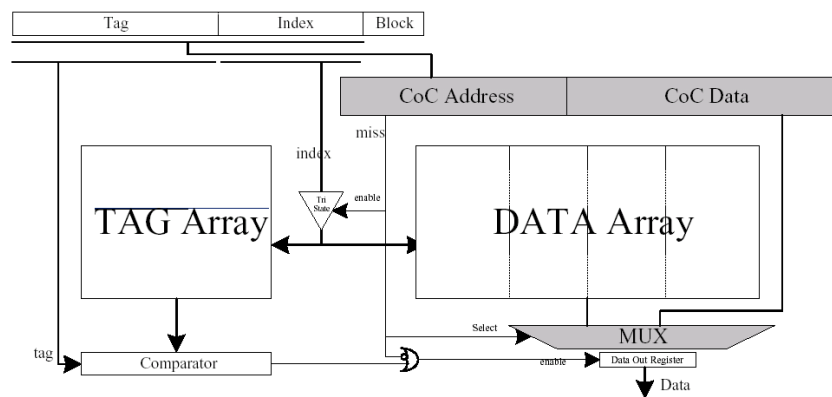 Tag Index Block
CoC Address CoC Data
miss
index
Tri
State
enable
TAG Array DATA Array
Select
MUX
tag
Comparator
enable
Data Out Register
Data